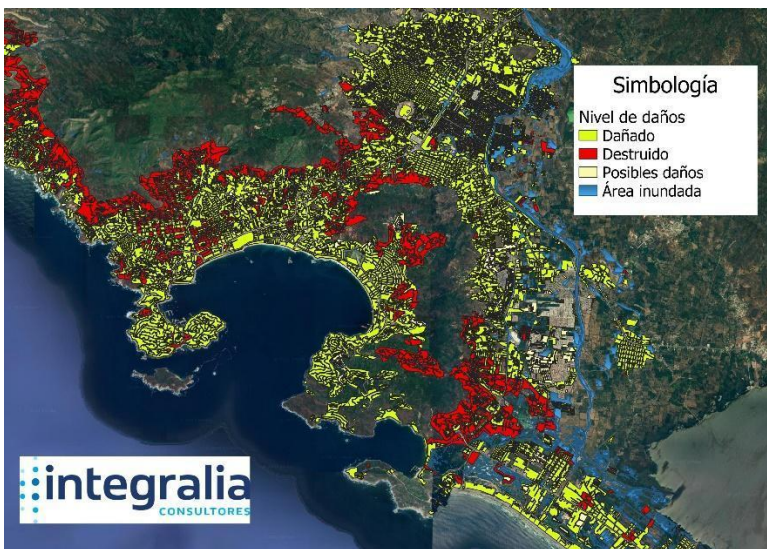 Simbología
Nivel de daños
Dañado
Destruido
Posibles daños
Área inundada
integralia
CONSULTORES